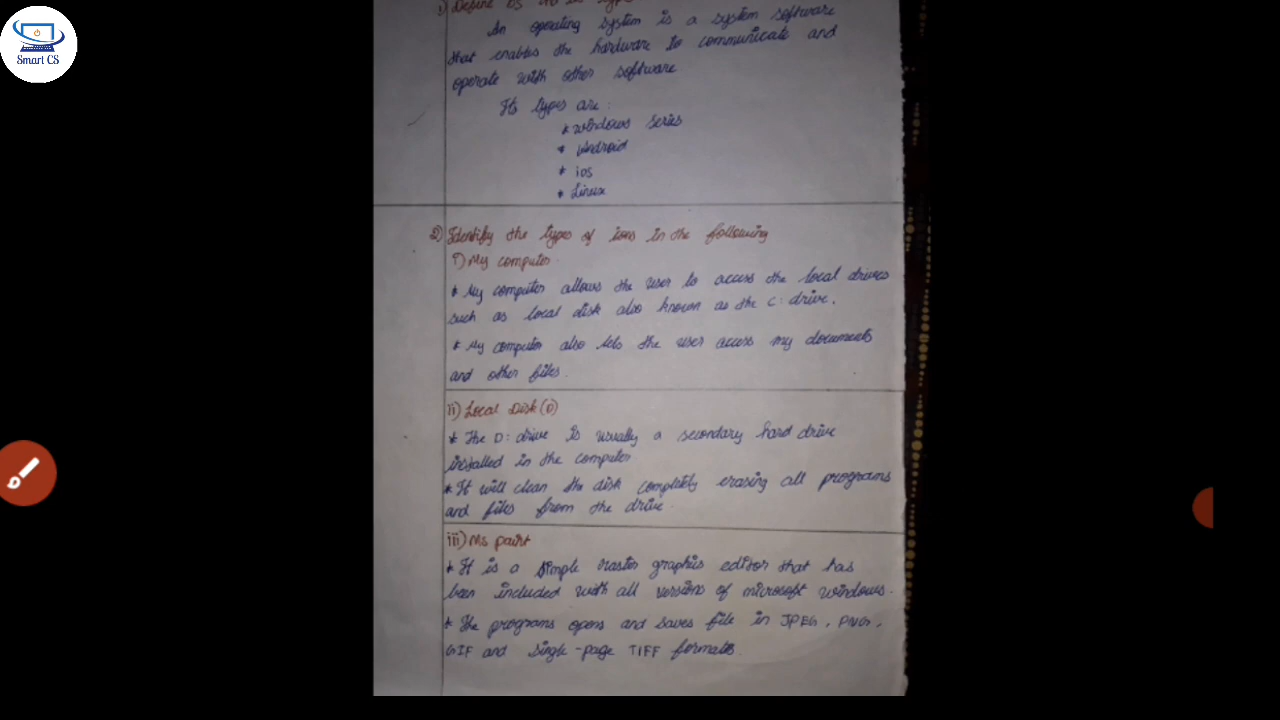 Smart CS
1) Define OS
An operating system is a system software
that enables the hardware to communicate and
operate with other software
Its types are :
* Windows series
* Android
* ios
* Linux
2) Identify the types of icons in the following
i) My computer.
* My computer allows the user to access the local drives
such as local disk also known as the C: drive.
* My computer also lets the user access my documents
and other files.
ii) Local Disk (D)
* The D: drive is usually a secondary hard drive
installed in the computer
* It will clean the disk completely erasing all programs
and files from the drive.
iii) Ms paint
* It is a simple raster graphics editor that has
been included with all versions of microsoft windows.
* The programs opens and saves file in JPEG, PNG,
GIF and single-page TIFF formats.